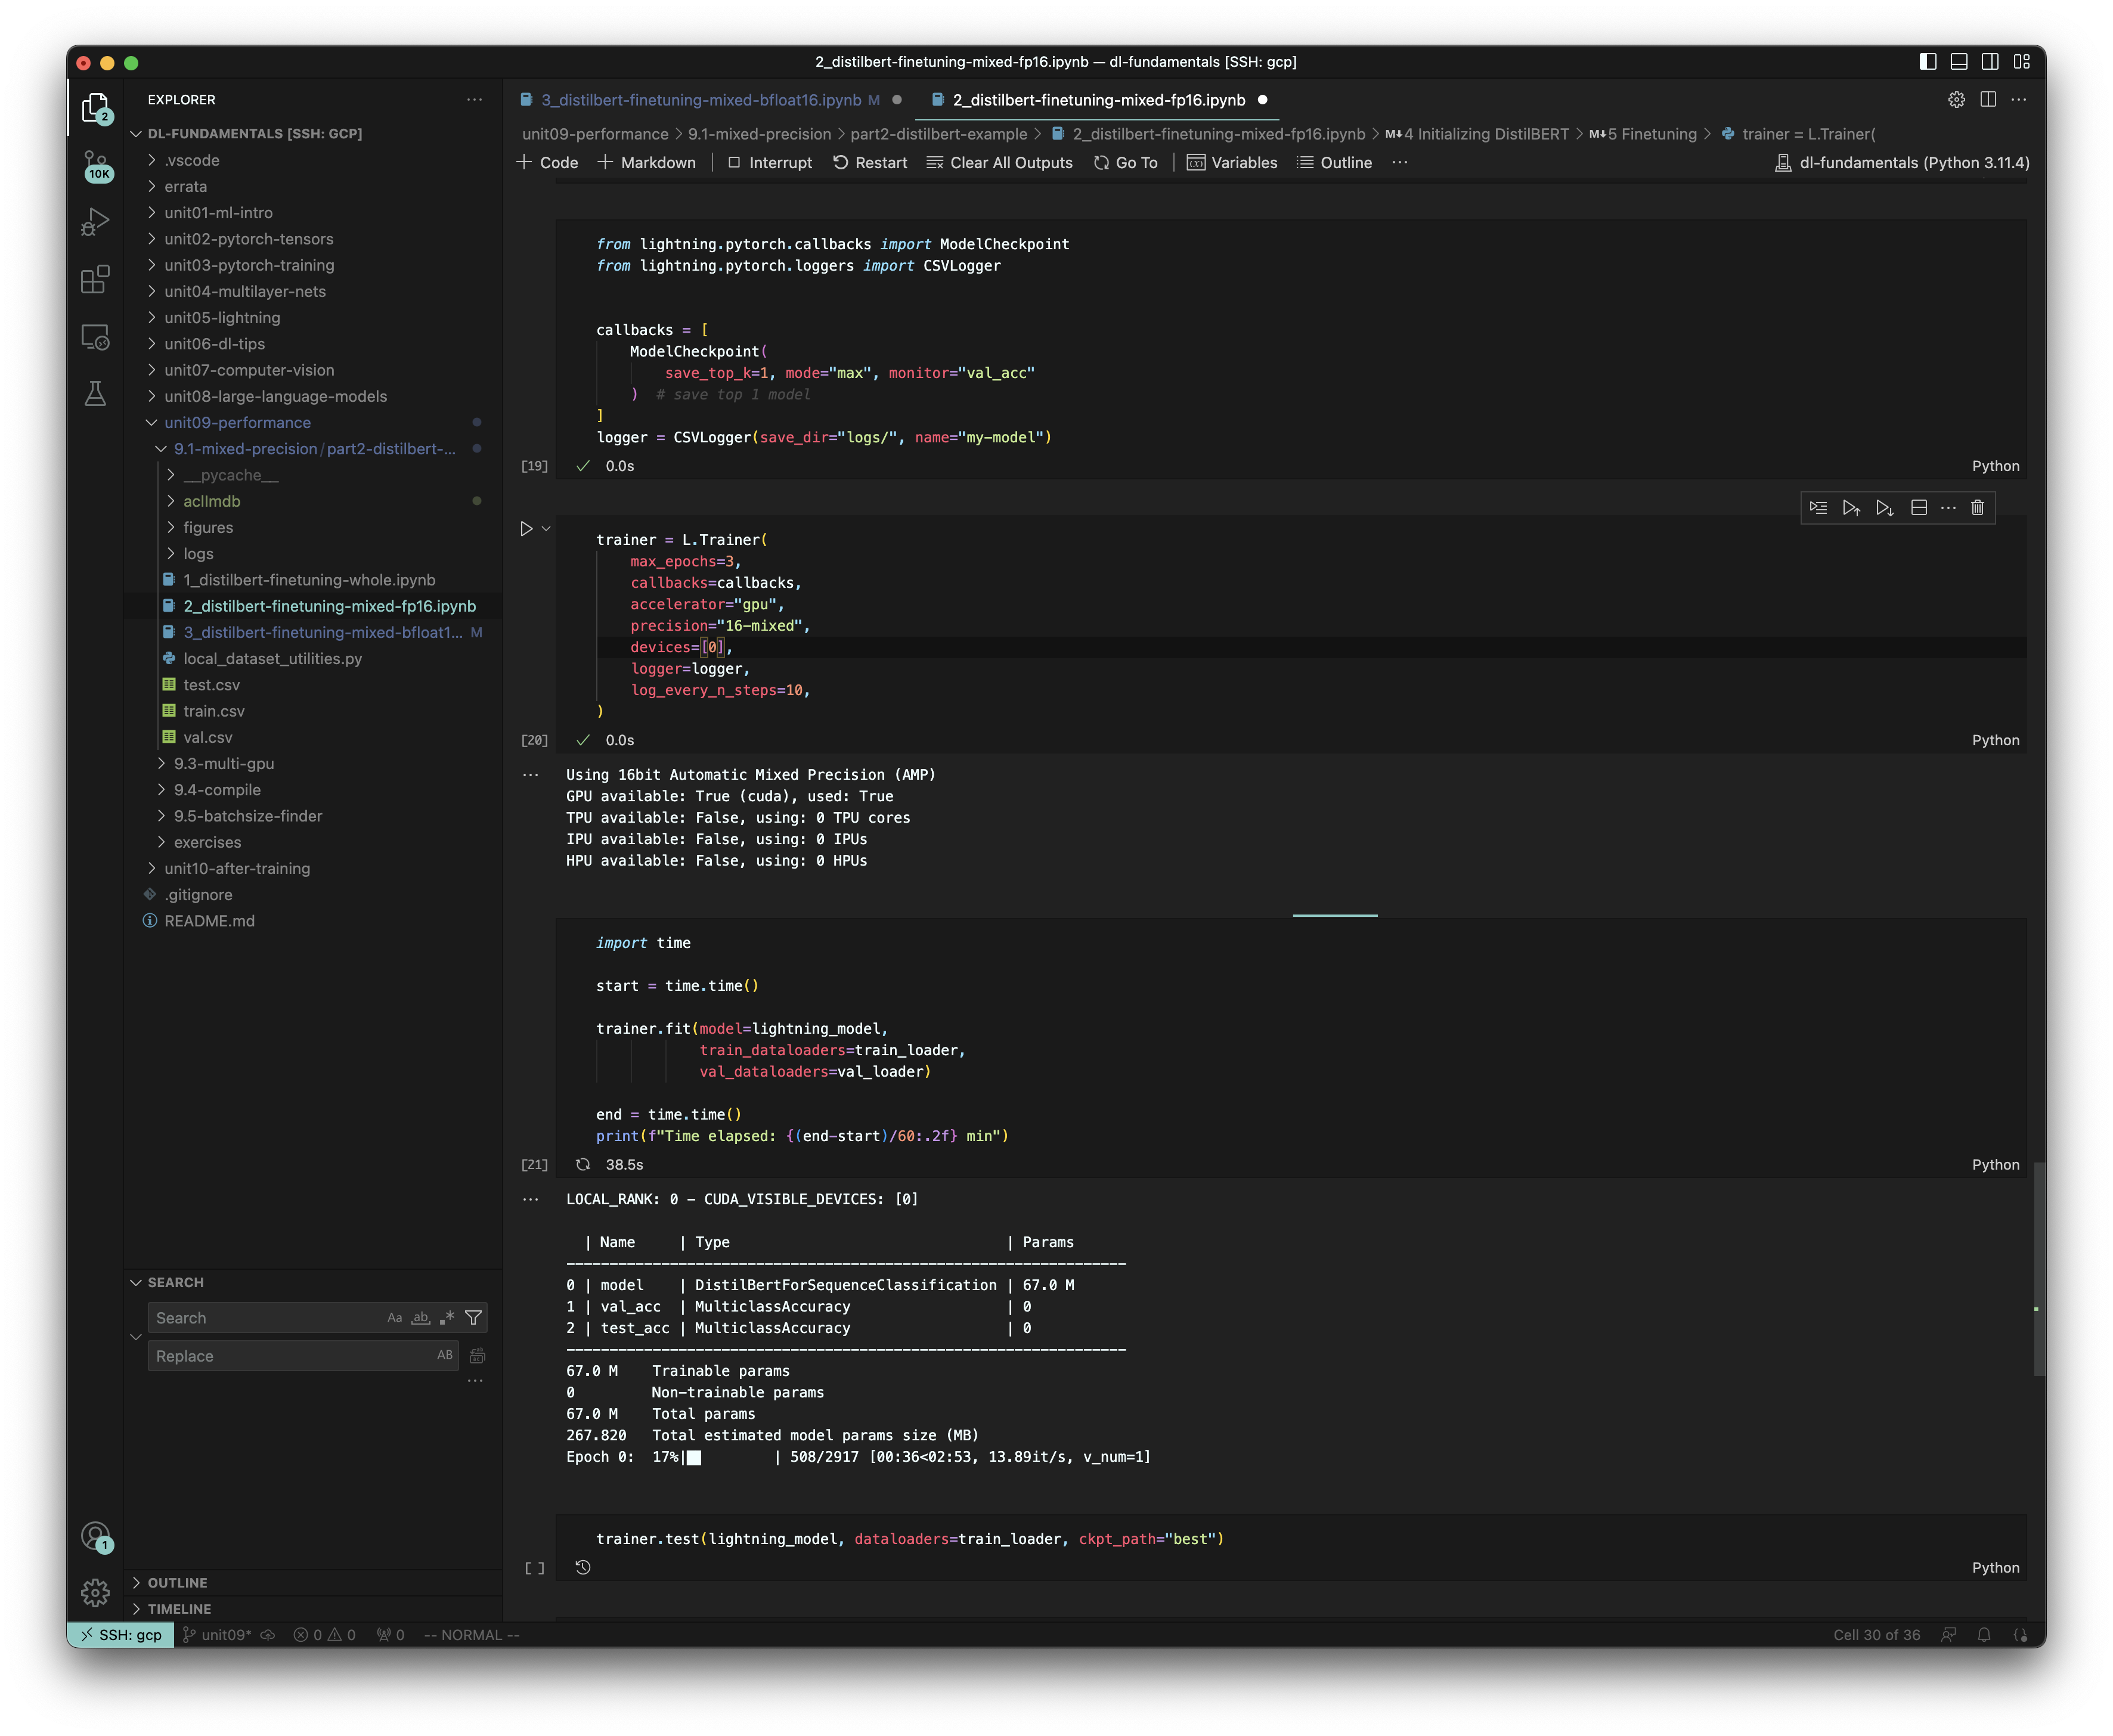 2_distilbert-finetuning-mixed-fp16.ipynb — dl-fundamentals [SSH: gcp]
EXPLORER
DL-FUNDAMENTALS [SSH: GCP]
.vscode
errata
unit01-ml-intro
unit02-pytorch-tensors
unit03-pytorch-training
unit04-multilayer-nets
unit05-lightning
unit06-dl-tips
unit07-computer-vision
unit08-large-language-models
unit09-performance
9.1-mixed-precision/part2-distilbert-...
__pycache__
acllmdb
figures
logs
1_distilbert-finetuning-whole.ipynb
2_distilbert-finetuning-mixed-fp16.ipynb
3_distilbert-finetuning-mixed-bfloat1... M
local_dataset_utilities.py
test.csv
train.csv
val.csv
9.3-multi-gpu
9.4-compile
9.5-batchsize-finder
exercises
unit10-after-training
.gitignore
README.md
SEARCH
Search
Aa ab .*
Replace
AB
OUTLINE
TIMELINE
2
10K
1
3_distilbert-finetuning-mixed-bfloat16.ipynb M
2_distilbert-finetuning-mixed-fp16.ipynb
unit09-performance > 9.1-mixed-precision > part2-distilbert-example > 2_distilbert-finetuning-mixed-fp16.ipynb > M↓4 Initializing DistilBERT > M↓5 Finetuning > trainer = L.Trainer(
+ Code + Markdown | Interrupt Restart Clear All Outputs Go To | Variables Outline ···
dl-fundamentals (Python 3.11.4)
from lightning.pytorch.callbacks import ModelCheckpoint
from lightning.pytorch.loggers import CSVLogger
callbacks = [
ModelCheckpoint(
save_top_k=1, mode="max", monitor="val_acc"
) # save top 1 model
]
logger = CSVLogger(save_dir="logs/", name="my-model")
[19] ✓ 0.0s Python
trainer = L.Trainer(
max_epochs=3,
callbacks=callbacks,
accelerator="gpu",
precision="16-mixed",
devices=[0],
logger=logger,
log_every_n_steps=10,
)
[20] ✓ 0.0s Python
Using 16bit Automatic Mixed Precision (AMP)
GPU available: True (cuda), used: True
TPU available: False, using: 0 TPU cores
IPU available: False, using: 0 IPUs
HPU available: False, using: 0 HPUs
import time
start = time.time()
trainer.fit(model=lightning_model,
train_dataloaders=train_loader,
val_dataloaders=val_loader)
end = time.time()
print(f"Time elapsed: {(end-start)/60:.2f} min")
[21] 38.5s Python
LOCAL_RANK: 0 - CUDA_VISIBLE_DEVICES: [0]
| Name | Type | Params
-----------------------------------------------------------------
0 | model | DistilBertForSequenceClassification | 67.0 M
1 | val_acc | MulticlassAccuracy | 0
2 | test_acc | MulticlassAccuracy | 0
-----------------------------------------------------------------
67.0 M Trainable params
0 Non-trainable params
67.0 M Total params
267.820 Total estimated model params size (MB)
Epoch 0: 17%|█ | 508/2917 [00:36<02:53, 13.89it/s, v_num=1]
trainer.test(lightning_model, dataloaders=train_loader, ckpt_path="best")
[ ] Python
SSH: gcp unit09* 0 0 0 -- NORMAL --
Cell 30 of 36